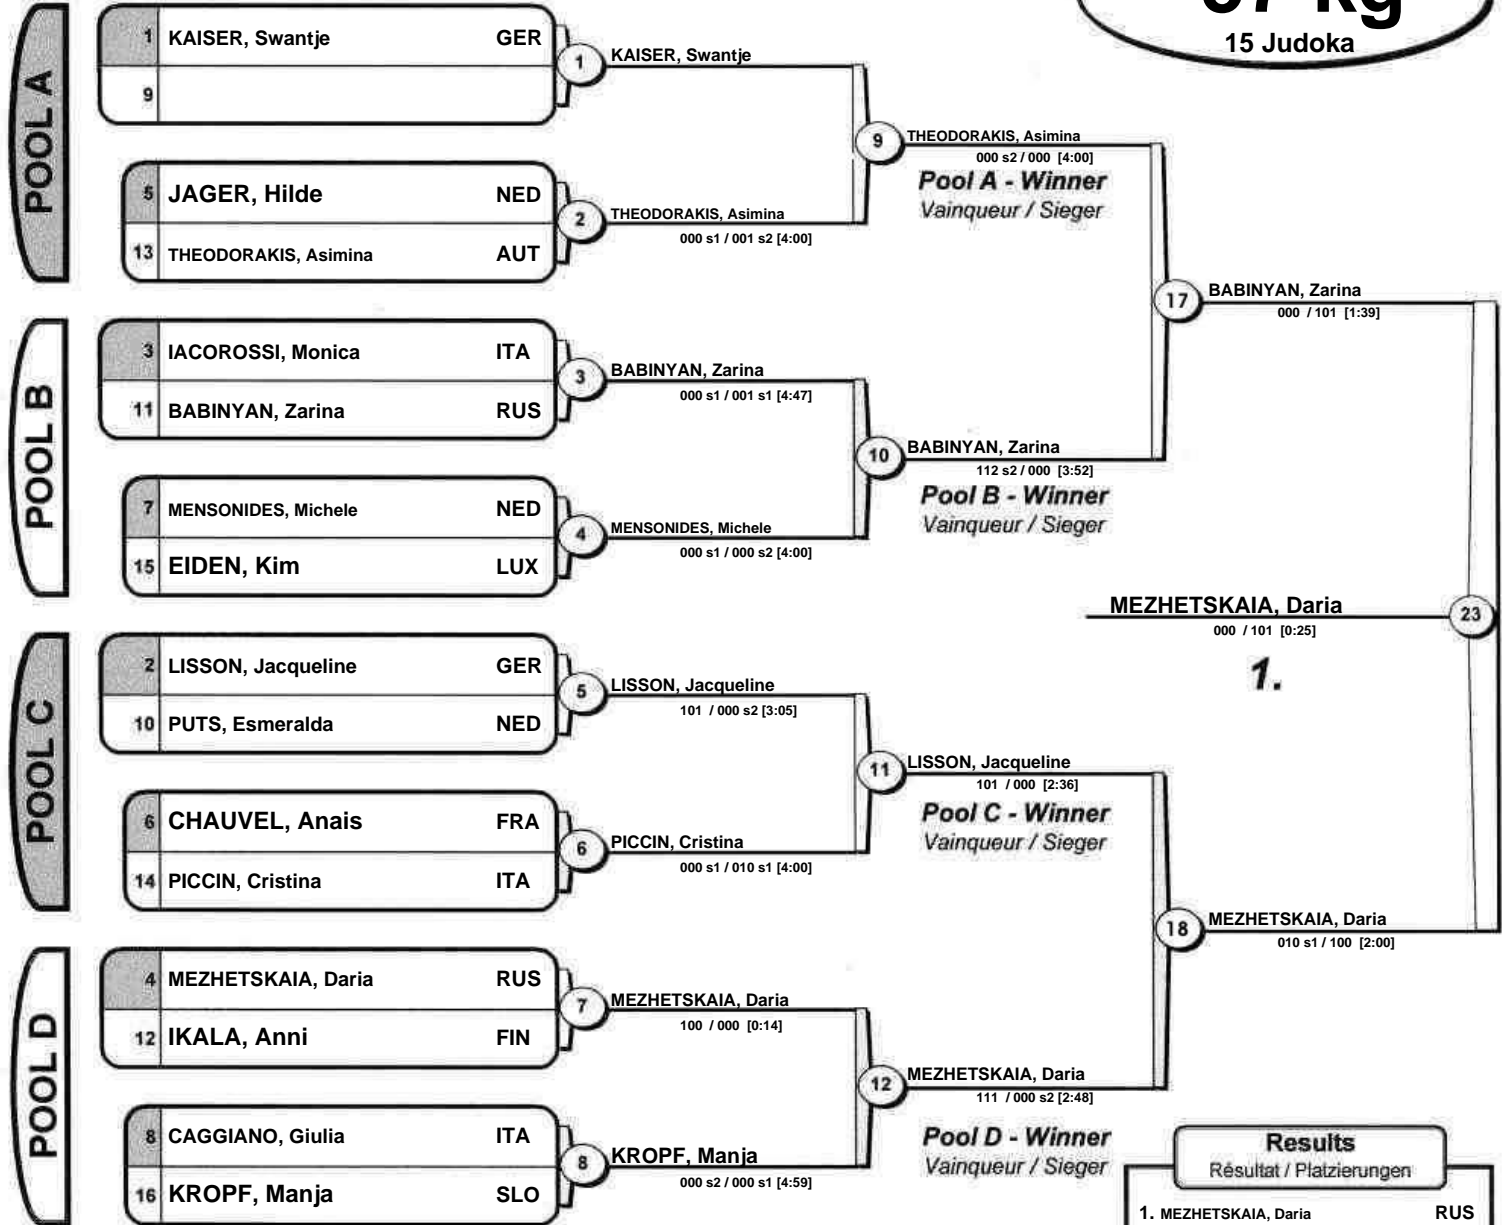 15 Judoka
POOL A
1 KAISER, Swantje GER
9
1 KAISER, Swantje
5 JAGER, Hilde NED
13 THEODORAKIS, Asimina AUT
2 THEODORAKIS, Asimina
000 s1 / 001 s2 [4:00]
9 THEODORAKIS, Asimina
000 s2 / 000 [4:00]
Pool A - Winner
Vainqueur / Sieger
POOL B
3 IACOROSSI, Monica ITA
11 BABINYAN, Zarina RUS
3 BABINYAN, Zarina
000 s1 / 001 s1 [4:47]
7 MENSONIDES, Michele NED
15 EIDEN, Kim LUX
4 MENSONIDES, Michele
000 s1 / 000 s2 [4:00]
10 BABINYAN, Zarina
112 s2 / 000 [3:52]
Pool B - Winner
Vainqueur / Sieger
17 BABINYAN, Zarina
000 / 101 [1:39]
MEZHETSKAIA, Daria 23
000 / 101 [0:25]
1.
POOL C
2 LISSON, Jacqueline GER
10 PUTS, Esmeralda NED
5 LISSON, Jacqueline
101 / 000 s2 [3:05]
6 CHAUVEL, Anais FRA
14 PICCIN, Cristina ITA
6 PICCIN, Cristina
000 s1 / 010 s1 [4:00]
11 LISSON, Jacqueline
101 / 000 [2:36]
Pool C - Winner
Vainqueur / Sieger
POOL D
4 MEZHETSKAIA, Daria RUS
12 IKALA, Anni FIN
7 MEZHETSKAIA, Daria
100 / 000 [0:14]
8 CAGGIANO, Giulia ITA
16 KROPF, Manja SLO
8 KROPF, Manja
000 s2 / 000 s1 [4:59]
12 MEZHETSKAIA, Daria
111 / 000 s2 [2:48]
Pool D - Winner
Vainqueur / Sieger
18 MEZHETSKAIA, Daria
010 s1 / 100 [2:00]
Results
Résultat / Platzierungen
1. MEZHETSKAIA, Daria RUS